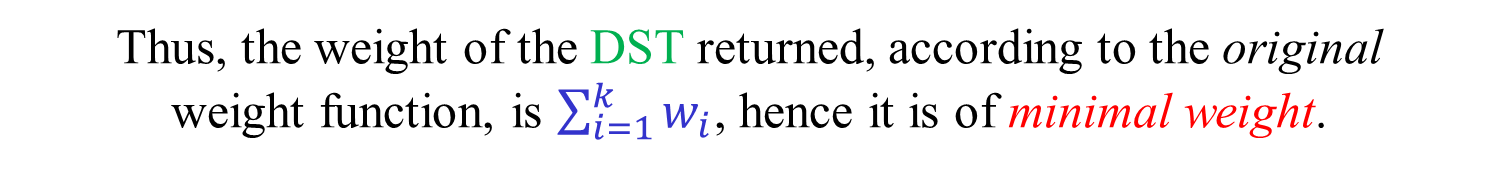 Thus, the weight of the DST returned, according to the original
weight function, is $\sum_{i=1}^{k} w_i$, hence it is of minimal weight.